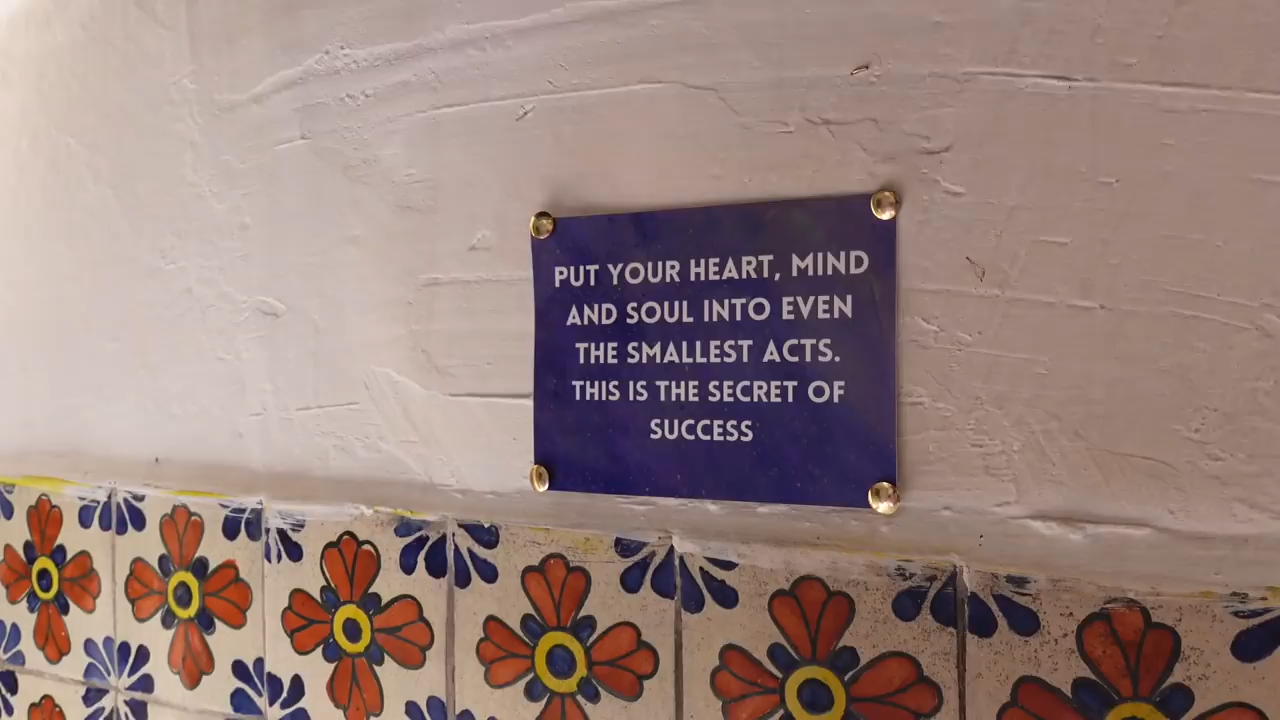 PUT YOUR HEART, MIND
AND SOUL INTO EVEN
THE SMALLEST ACTS.
THIS IS THE SECRET OF
SUCCESS